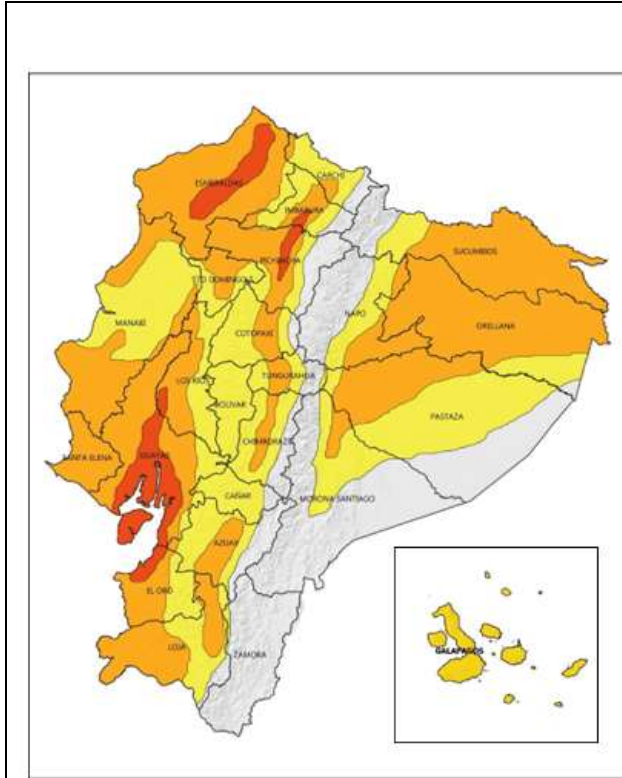 ESMERALDAS
CARCHI
IMBABURA
PICHINCHA
SUCUMBIOS
STO DOMINGO
NAPO
ORELLANA
MANABI
COTOPAXI
LOS RIOS
TUNGURAHUA
BOLIVAR
PASTAZA
CHIMBORAZO
GUAYAS
SANTA ELENA
CAÑAR
MORONA SANTIAGO
AZUAY
EL ORO
LOJA
ZAMORA
GALAPAGOS